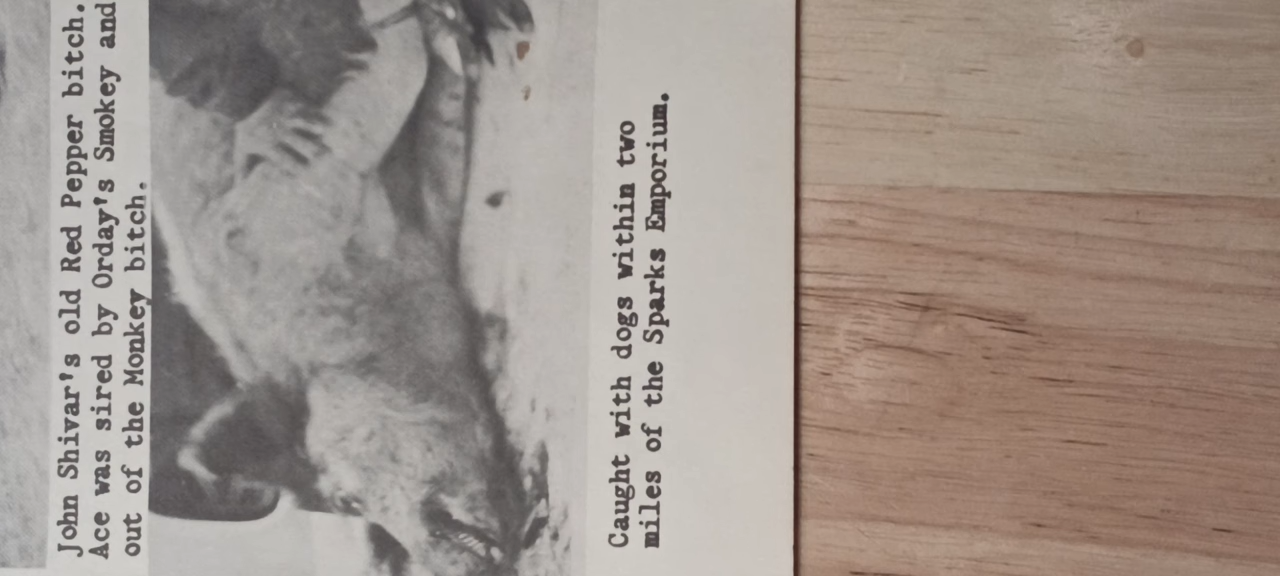 John Shivar's old Red Pepper bitch.
Ace was sired by Orday's Smokey and
out of the Monkey bitch.
Caught with dogs within two
miles of the Sparks Emporium.